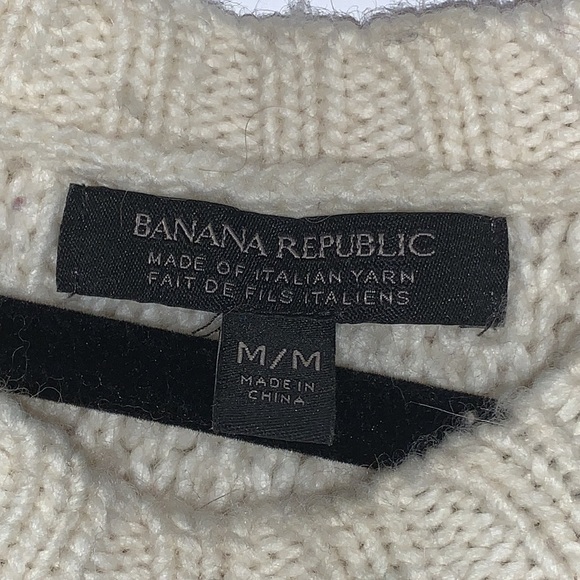 BANANA REPUBLIC
MADE OF ITALIAN YARN
FAIT DE FILS ITALIENS
M/M
MADE IN
CHINA